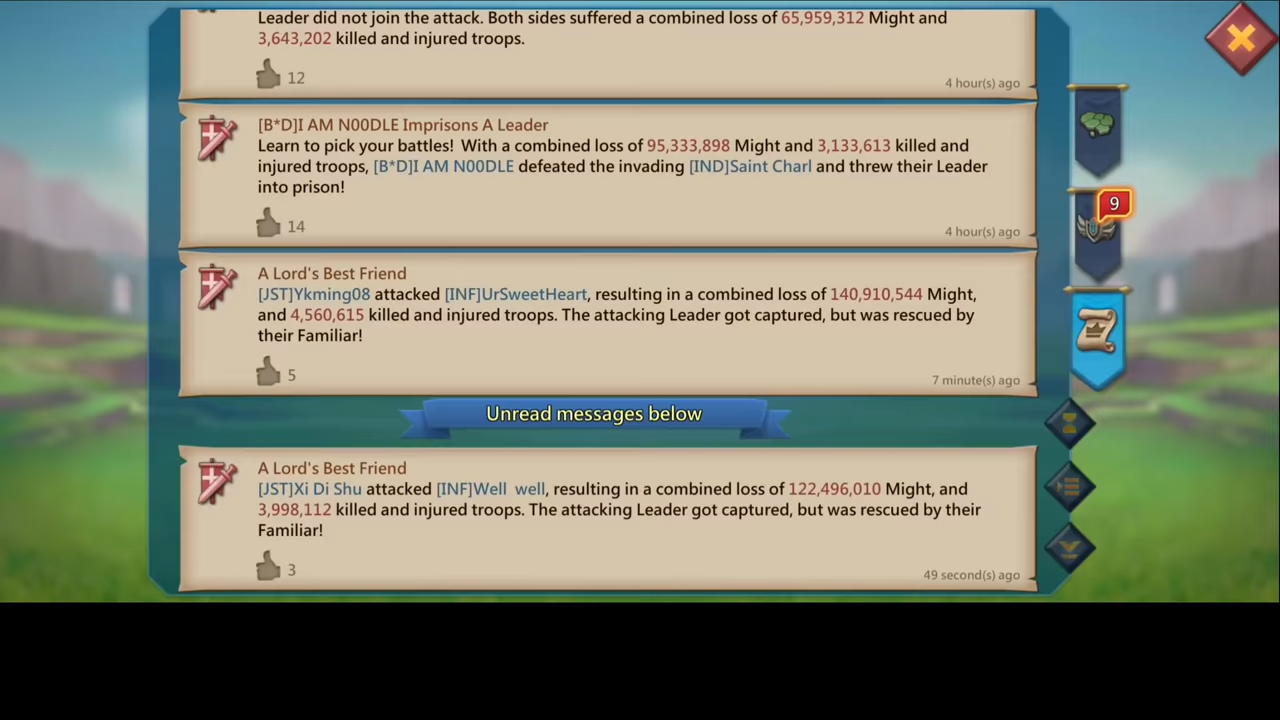 Leader did not join the attack. Both sides suffered a combined loss of 65,959,312 Might and
3,643,202 killed and injured troops.
12
4 hour(s) ago
[B*D]I AM N00DLE Imprisons A Leader
Learn to pick your battles! With a combined loss of 95,333,898 Might and 3,133,613 killed and
injured troops, [B*D]I AM N00DLE defeated the invading [IND]Saint Charl and threw their Leader
into prison!
14
4 hour(s) ago
9
A Lord's Best Friend
[JST]Ykming08 attacked [INF]UrSweetHeart, resulting in a combined loss of 140,910,544 Might,
and 4,560,615 killed and injured troops. The attacking Leader got captured, but was rescued by
their Familiar!
5
7 minute(s) ago
Unread messages below
A Lord's Best Friend
[JST]Xi Di Shu attacked [INF]Well  well, resulting in a combined loss of 122,496,010 Might, and
3,998,112 killed and injured troops. The attacking Leader got captured, but was rescued by their
Familiar!
3
49 second(s) ago